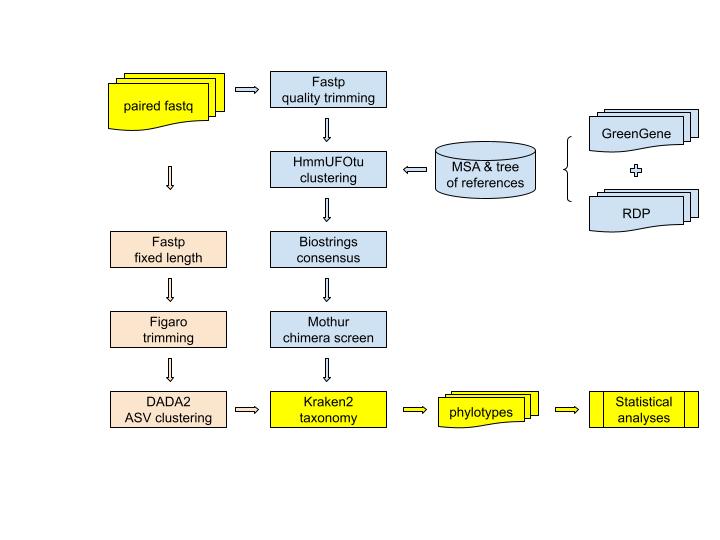 paired fastq
Fastp
quality trimming
GreenGene
HmmUFOtu
clustering
MSA & tree
of references
RDP
Fastp
fixed length
Biostrings
consensus
Figaro
trimming
Mothur
chimera screen
DADA2
ASV clustering
Kraken2
taxonomy
phylotypes
Statistical
analyses